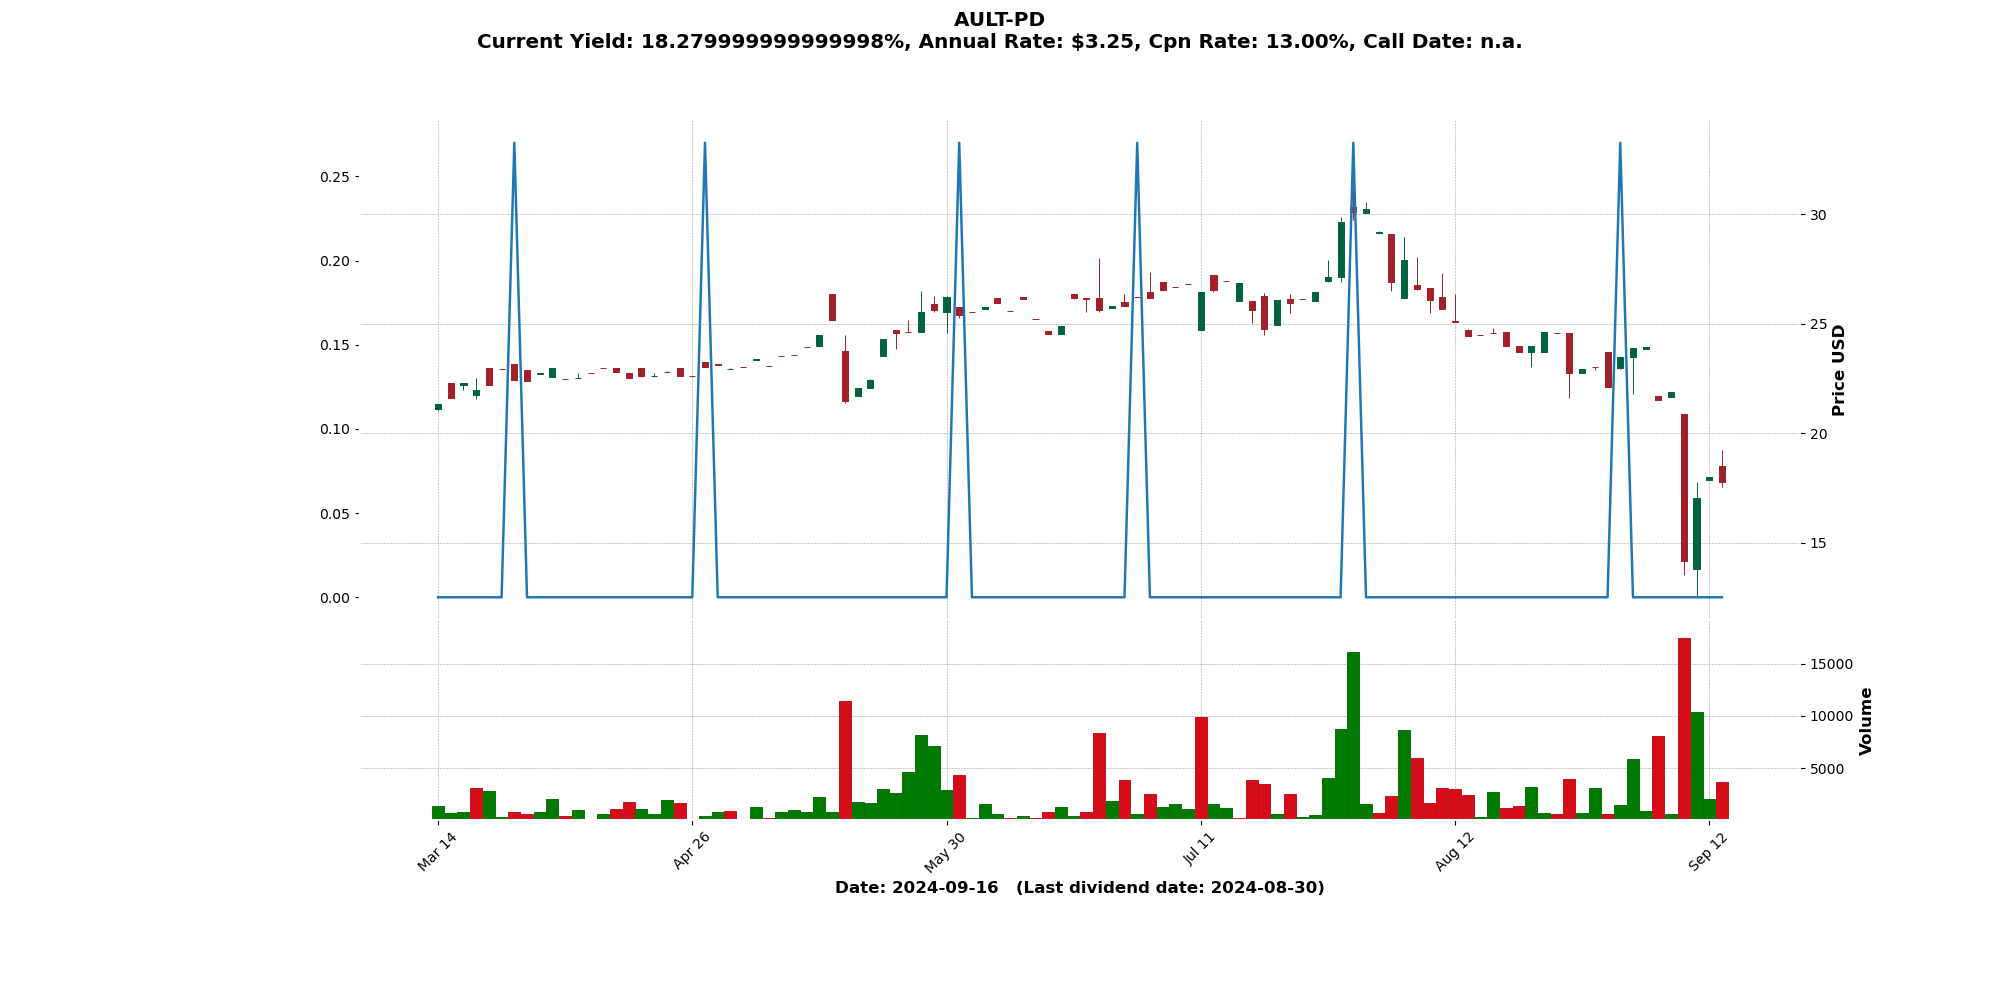 AULT-PD
Current Yield: 18.279999999999998%, Annual Rate: $3.25, Cpn Rate: 13.00%, Call Date: n.a.
0.25
0.20
0.15
0.10
0.05
0.00
30
25
20
15
Price USD
15000
10000
5000
Volume
Mar 14
Apr 26
May 30
Jul 11
Aug 12
Sep 12
Date: 2024-09-16   (Last dividend date: 2024-08-30)